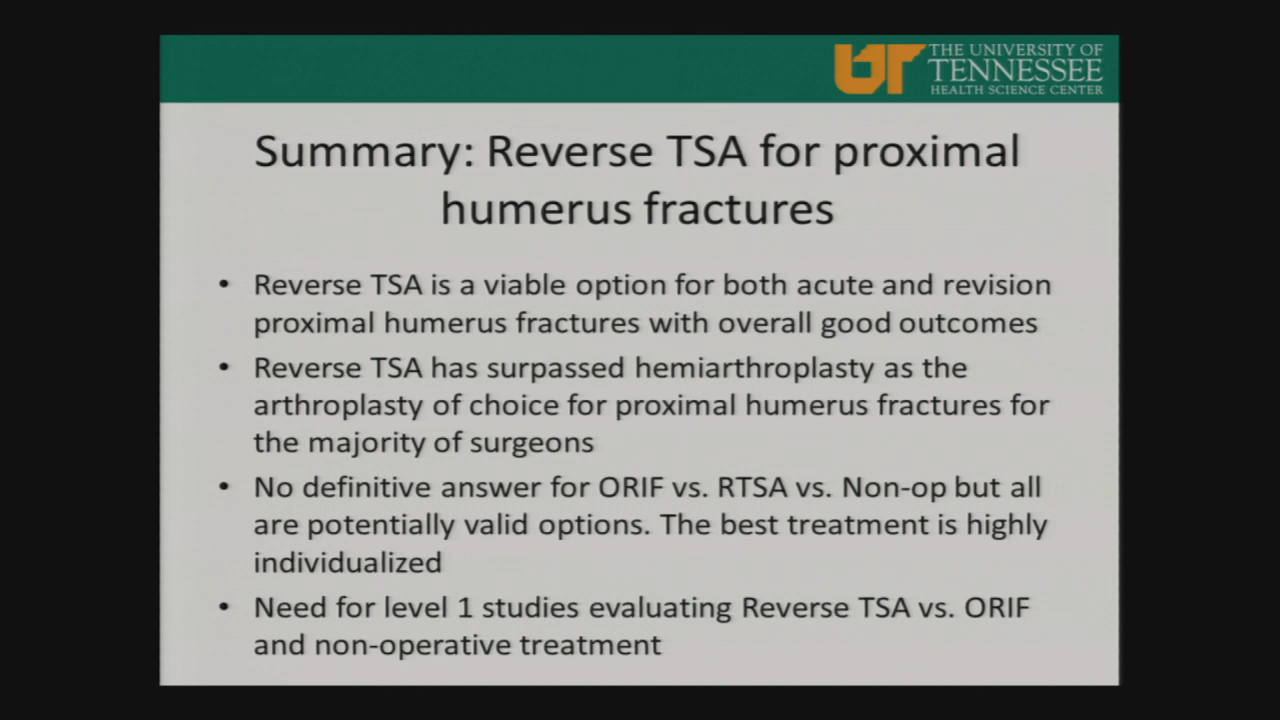 UT THE UNIVERSITY OF
TENNESSEE
HEALTH SCIENCE CENTER
Summary: Reverse TSA for proximal
humerus fractures
• Reverse TSA is a viable option for both acute and revision
proximal humerus fractures with overall good outcomes
• Reverse TSA has surpassed hemiarthroplasty as the
arthroplasty of choice for proximal humerus fractures for
the majority of surgeons
• No definitive answer for ORIF vs. RTSA vs. Non-op but all
are potentially valid options. The best treatment is highly
individualized
• Need for level 1 studies evaluating Reverse TSA vs. ORIF
and non-operative treatment